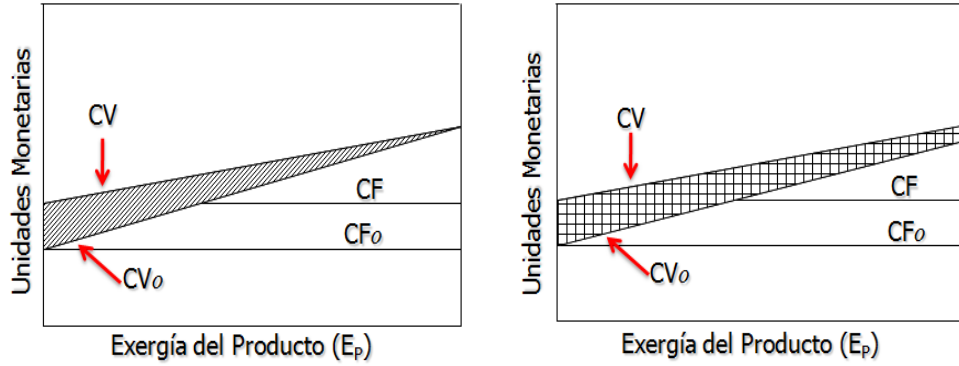 Unidades Monetarias
CV
CF
CFo
CVo
Exergía del Producto (EP)
Unidades Monetarias
CV
CF
CFo
CVo
Exergía del Producto (EP)